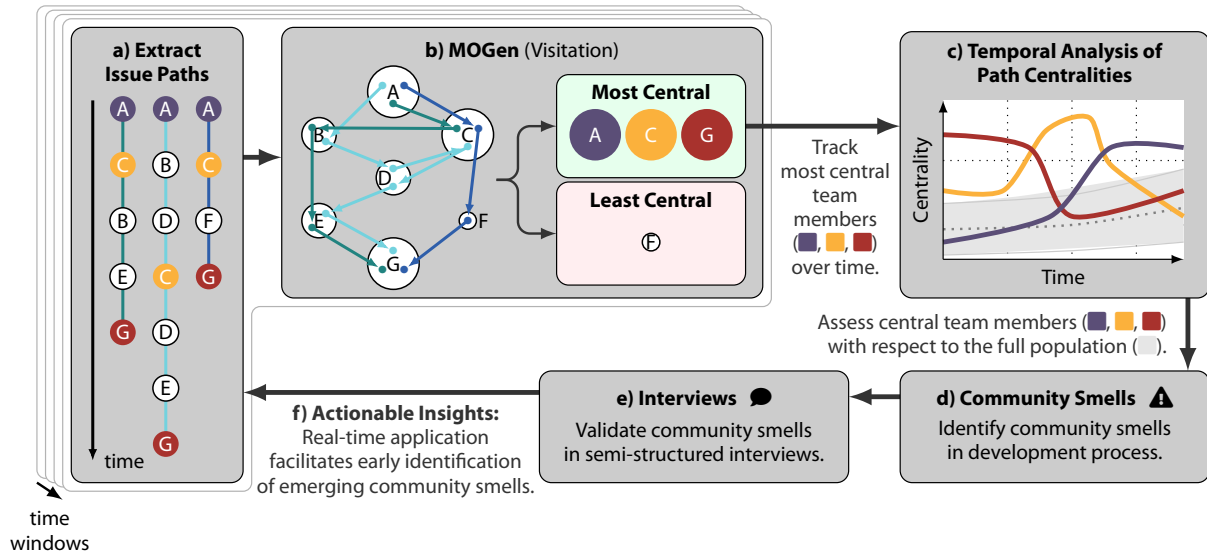 a) Extract
Issue Paths
A
A
A
C
B
C
B
D
F
E
C
G
G
D
E
G
time
time
windows
b) MOGen (Visitation)
A
B
C
D
E
F
G
Most Central
A
C
G
Least Central
F
Track
most central
team
members
( , , )
over time.
c) Temporal Analysis of
Path Centralities
Centrality
Time
Assess central team members ( , , )
with respect to the full population ( ).
d) Community Smells
Identify community smells
in development process.
e) Interviews
Validate community smells
in semi-structured interviews.
f) Actionable Insights:
Real-time application
facilitates early identification
of emerging community smells.